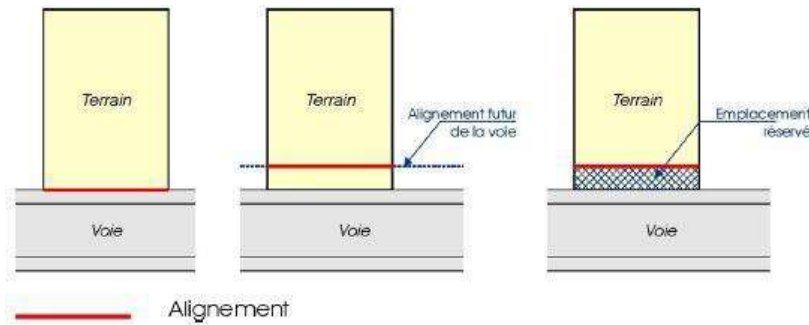 Terrain
Voie
Terrain
Alignement futur
de la voie
Voie
Terrain
Emplacement
réservé
Voie
Alignement